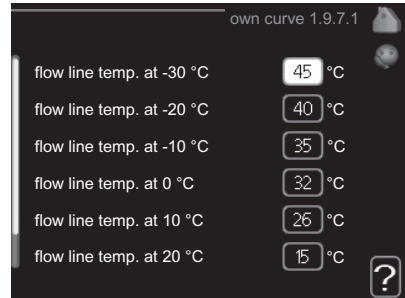 own curve 1.9.7.1
flow line temp. at -30 °C 45 °C
flow line temp. at -20 °C 40 °C
flow line temp. at -10 °C 35 °C
flow line temp. at 0 °C 32 °C
flow line temp. at 10 °C 26 °C
flow line temp. at 20 °C 15 °C
?